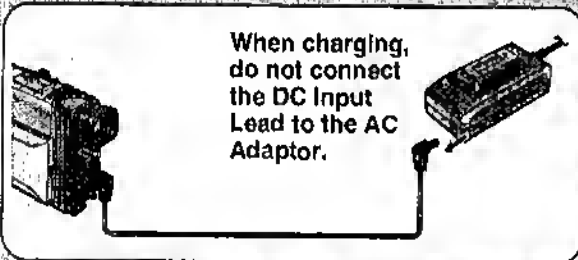 When charging,
do not connect
the DC Input
Lead to the AC
Adaptor.